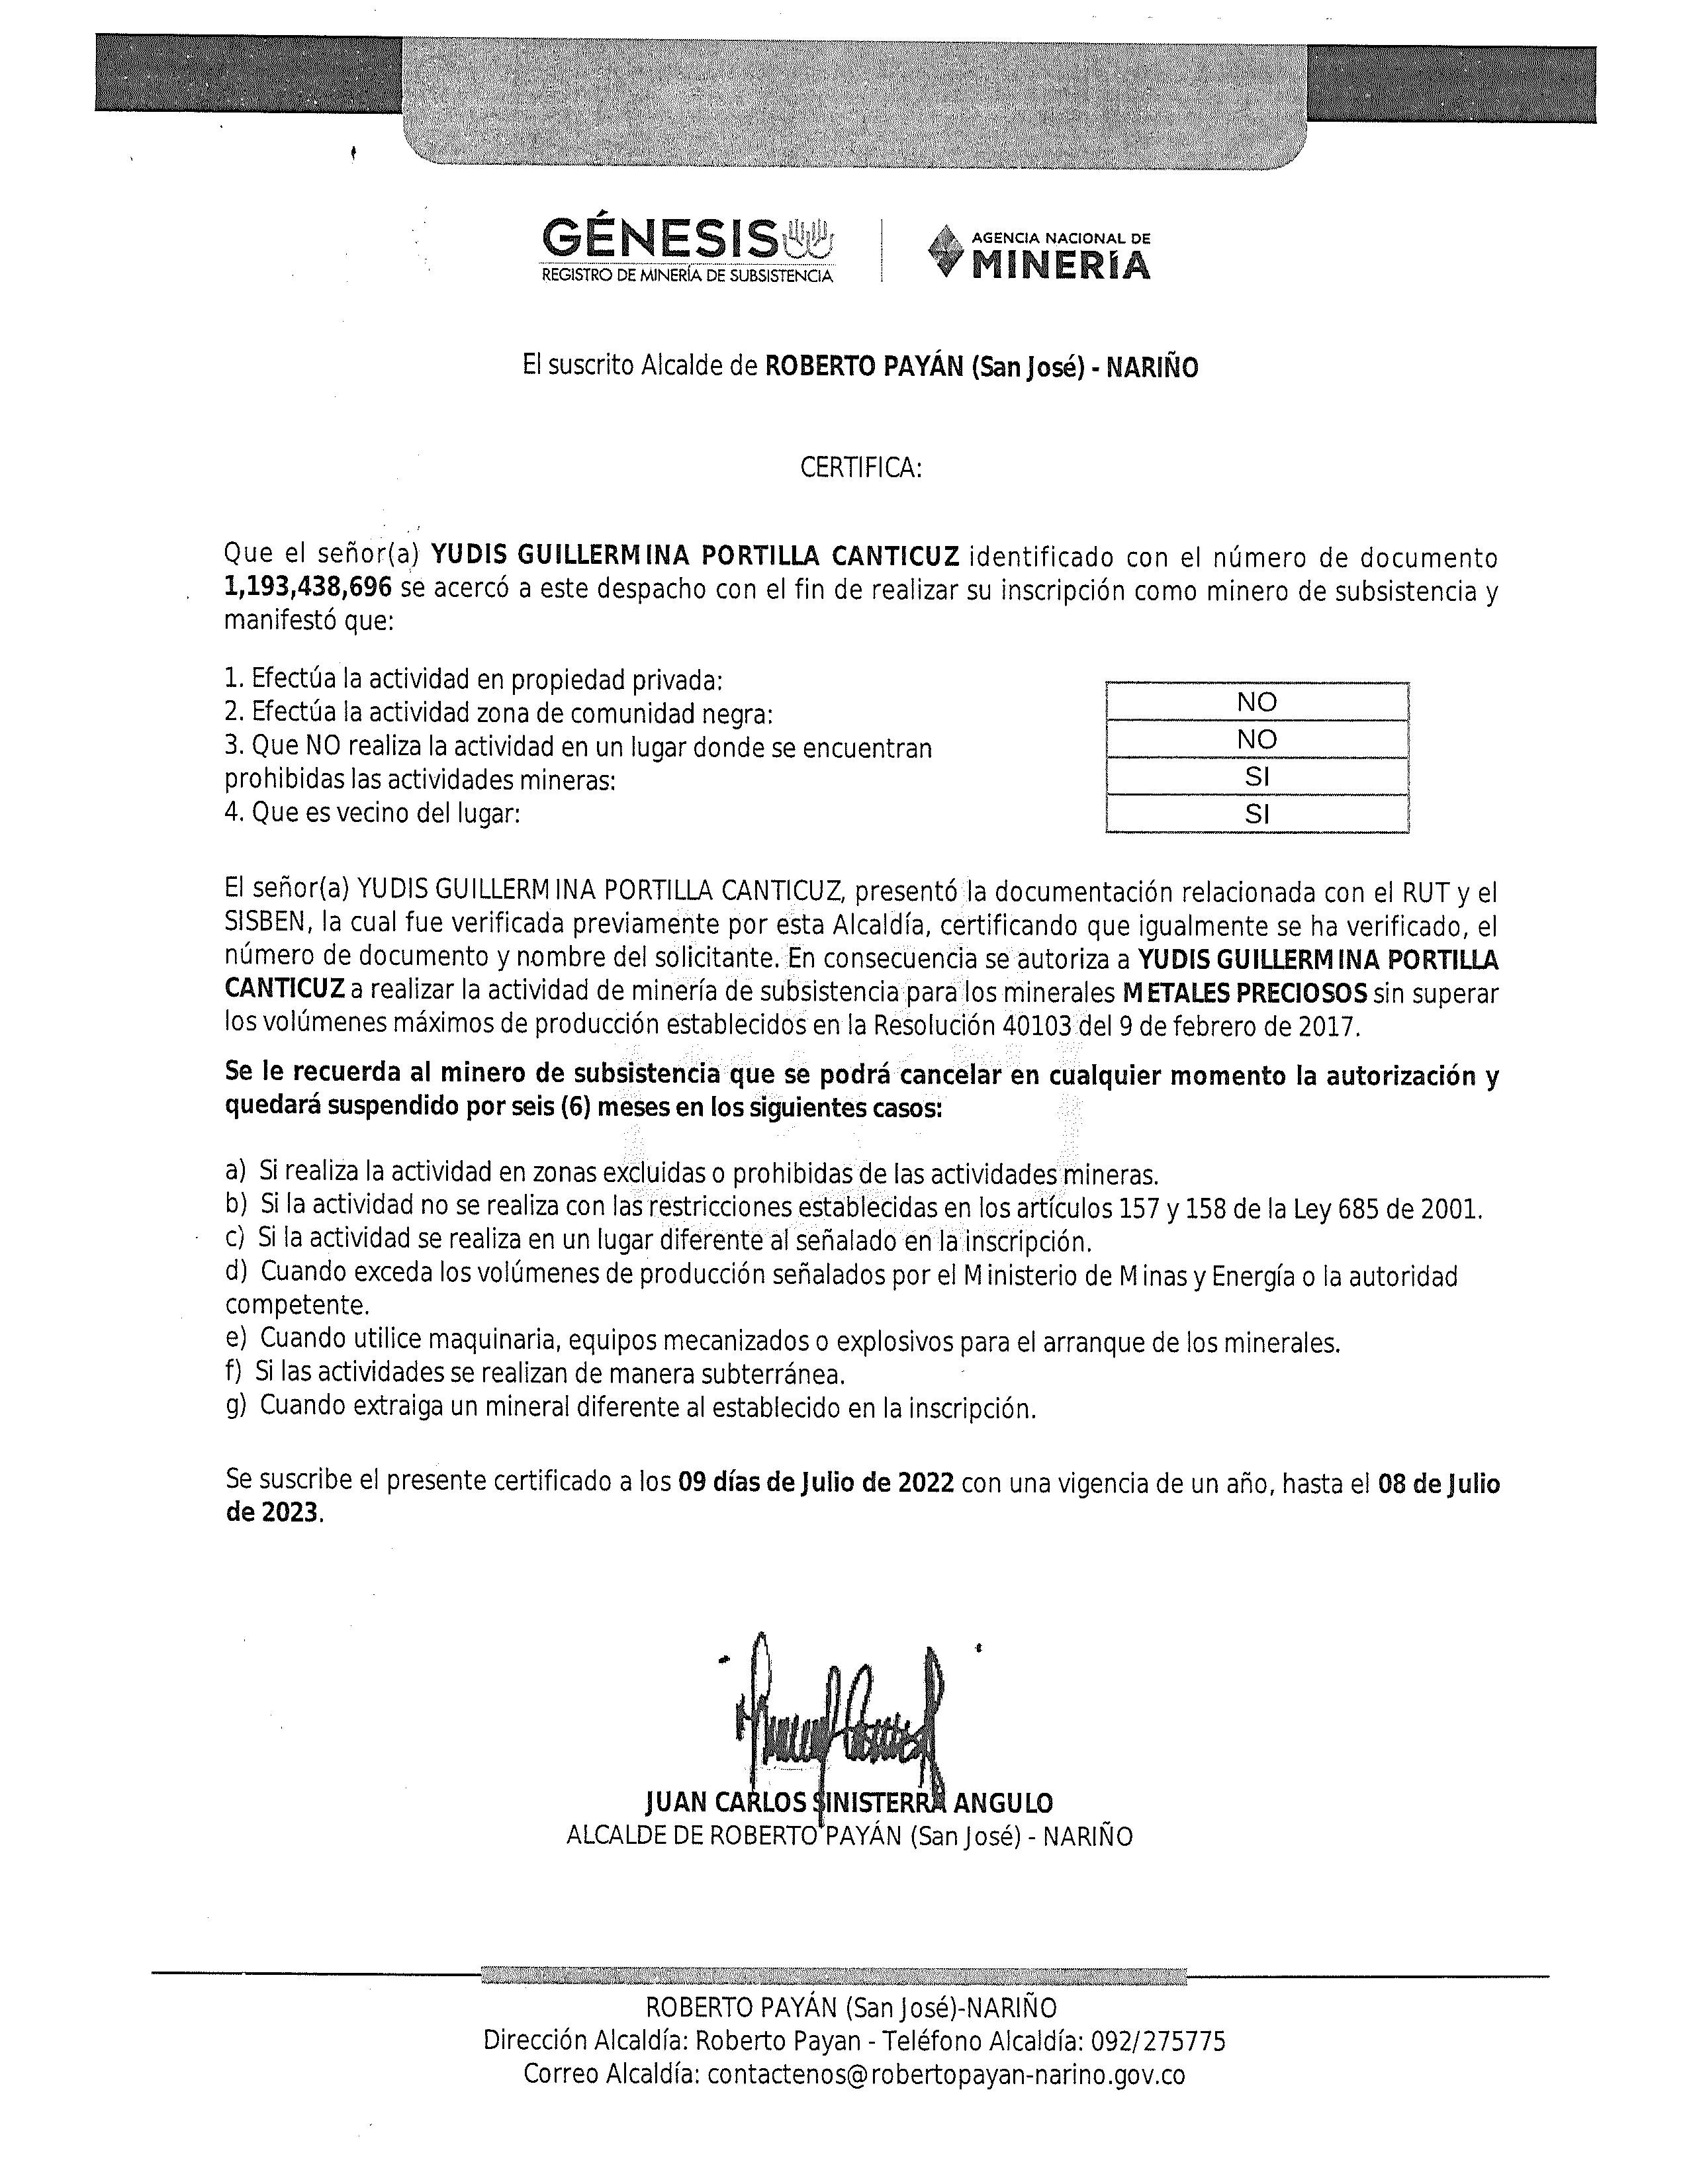 GÉNESIS
REGISTRO DE MINERÍA DE SUBSISTENCIA
AGENCIA NACIONAL DE
MINERÍA
El suscrito Alcalde de ROBERTO PAYÁN (San José) - NARIÑO
CERTIFICA:
Que el señor(a) YUDIS GUILLERMINA PORTILLA CANTICUZ identificado con el número de documento
1,193,438,696 se acercó a este despacho con el fin de realizar su inscripción como minero de subsistencia y
manifestó que:
1. Efectúa la actividad en propiedad privada:
NO
2. Efectúa la actividad zona de comunidad negra:
NO
3. Que NO realiza la actividad en un lugar donde se encuentran
prohibidas las actividades mineras:
SI
4. Que es vecino del lugar:
SI
El señor(a) YUDIS GUILLERMINA PORTILLA CANTICUZ, presentó la documentación relacionada con el RUT y el
SISBEN, la cual fue verificada previamente por esta Alcaldía, certificando que igualmente se ha verificado, el
número de documento y nombre del solicitante. En consecuencia se autoriza a YUDIS GUILLERMINA PORTILLA
CANTICUZ a realizar la actividad de minería de subsistencia para los minerales METALES PRECIOSOS sin superar
los volúmenes máximos de producción establecidos en la Resolución 40103 del 9 de febrero de 2017.
Se le recuerda al minero de subsistencia que se podrá cancelar en cualquier momento la autorización y
quedará suspendido por seis (6) meses en los siguientes casos:
a) Si realiza la actividad en zonas excluidas o prohibidas de las actividades mineras.
b) Si la actividad no se realiza con las restricciones establecidas en los artículos 157 y 158 de la Ley 685 de 2001.
c) Si la actividad se realiza en un lugar diferente al señalado en la inscripción.
d) Cuando exceda los volúmenes de producción señalados por el Ministerio de Minas y Energía o la autoridad
competente.
e) Cuando utilice maquinaria, equipos mecanizados o explosivos para el arranque de los minerales.
f) Si las actividades se realizan de manera subterránea.
g) Cuando extraiga un mineral diferente al establecido en la inscripción.
Se suscribe el presente certificado a los 09 días de Julio de 2022 con una vigencia de un año, hasta el 08 de Julio
de 2023.
JUAN CARLOS SINISTERRA ANGULO
ALCALDE DE ROBERTO PAYÁN (San José) - NARIÑO
ROBERTO PAYÁN (San José)-NARIÑO
Dirección Alcaldía: Roberto Payan - Teléfono Alcaldía: 092/275775
Correo Alcaldía: contactenos@robertopayan-narino.gov.co